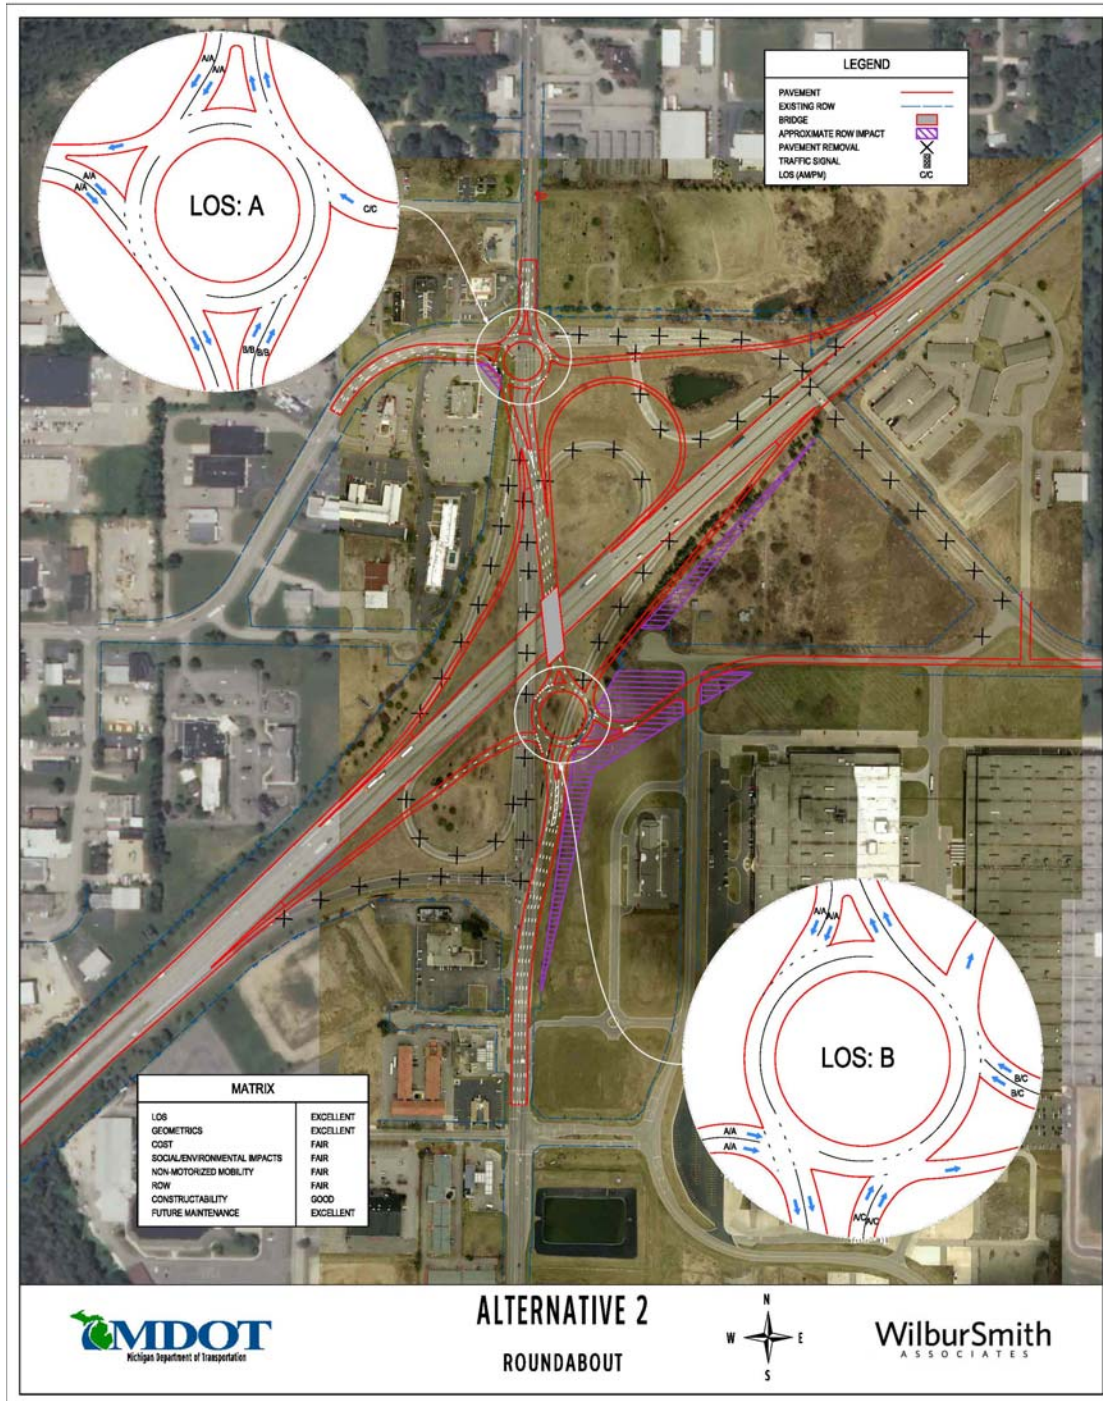 A/A
A/A
A/A
A/A
LOS: A
C/C
B/B
B/B
LEGEND
PAVEMENT
EXISTING ROW
BRIDGE
APPROXIMATE ROW IMPACT
PAVEMENT REMOVAL
TRAFFIC SIGNAL
LOS (AM/PM) C/C
A/A
A/A
LOS: B
B/C
B/C
A/A
A/A
A/C
A/C
MATRIX
LOS EXCELLENT
GEOMETRICS EXCELLENT
COST FAIR
SOCIAL/ENVIRONMENTAL IMPACTS FAIR
NON-MOTORIZED MOBILITY FAIR
ROW FAIR
CONSTRUCTABILITY GOOD
FUTURE MAINTENANCE EXCELLENT
MDOT
Michigan Department of Transportation
ALTERNATIVE 2
ROUNDABOUT
N
W E
S
WilburSmith
ASSOCIATES